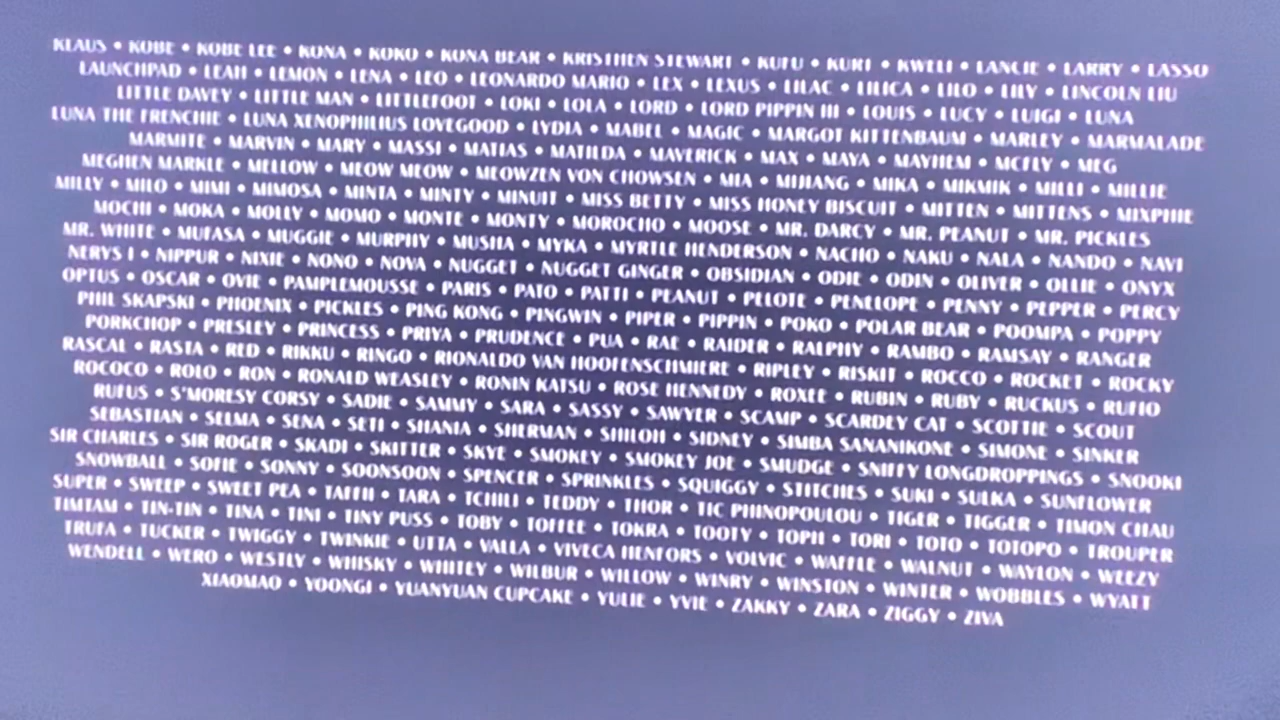 KLAUS • KOBE • KOBE LEE • KONA • KOKO • KONA BEAR • KRISTHEN STEWART • KUFU • KURT • KWELI • LANCIE • LARRY • LASSO
LAUNCHPAD • LEAH • LEMON • LENA • LEO • LEONARDO MARIO • LEX • LEXUS • LILAC • LILICA • LILO • LILY • LINCOLN LIU
LITTLE DAVEY • LITTLE MAN • LITTLEFOOT • LOKI • LOLA • LORD • LORD PIPPIN III • LOUIS • LUCY • LUIGI • LUNA
LUNA THE FRENCHIE • LUNA XENOPHILIUS LOVEGOOD • LYDIA • MABEL • MAGIC • MARGOT KITTENBAUM • MARLEY • MARMALADE
MARMITE • MARVIN • MARY • MASSI • MATIAS • MATILDA • MAVERICK • MAX • MAYA • MAYHEM • MCFLY • MEG
MEGHEN MARKLE • MELLOW • MEOW MEOW • MEOWZEN VON CHOWSEN • MIA • MIJIANG • MIKA • MIKMIK • MILLI • MILLIE
MILLY • MILO • MIMI • MIMOSA • MINTA • MINTY • MINUIT • MISS BETTY • MISS HONEY BISCUIT • MITTEN • MITTENS • MIXPHIE
MOCHI • MOKA • MOLLY • MOMO • MONTE • MONTY • MOROCHO • MOOSE • MR. DARCY • MR. PEANUT • MR. PICKLES
MR. WHITE • MUFASA • MUGGIE • MURPHY • MUSHA • MYKA • MYRTLE HENDERSON • NACHO • NAKU • NALA • NANDO • NAVI
NERYS I • NIPPUR • NIXIE • NONO • NOVA • NUGGET • NUGGET GINGER • OBSIDIAN • ODIE • ODIN • OLIVER • OLLIE • ONYX
OPTUS • OSCAR • OVIE • PAMPLEMOUSSE • PARIS • PATO • PATTI • PEANUT • PELOTE • PENELOPE • PENNY • PEPPER • PERCY
PHIL SKAPSKI • PHOENIX • PICKLES • PING KONG • PINGWIN • PIPER • PIPPIN • POKO • POLAR BEAR • POOMPA • POPPY
PORKCHOP • PRESLEY • PRINCESS • PRIYA • PRUDENCE • PUA • RAE • RAIDER • RALPHY • RAMBO • RAMSAY • RANGER
RASCAL • RASTA • RED • RIKKU • RINGO • RIONALDO VAN HOOFENSCHMIERE • RIPLEY • RISKIT • ROCCO • ROCKET • ROCKY
ROCOCO • ROLO • RON • RONALD WEASLEY • RONIN KATSU • ROSE HENNEDY • ROXEE • RUBIN • RUBY • RUCKUS • RUFIO
RUFUS • S'MORESY CORSY • SADIE • SAMMY • SARA • SASSY • SAWYER • SCAMP • SCARDEY CAT • SCOTTIE • SCOUT
SEBASTIAN • SELMA • SENA • SETI • SHANIA • SHERMAN • SHILOH • SIDNEY • SIMBA SANANIKONE • SIMONE • SINKER
SIR CHARLES • SIR ROGER • SKADI • SKITTER • SKYE • SMOKEY • SMOKEY JOE • SMUDGE • SNIFFY LONGDROPPINGS • SNOOKI
SNOWBALL • SOFIE • SONNY • SOONSOON • SPENCER • SPRINKLES • SQUIGGY • STITCHES • SUKI • SULKA • SUNFLOWER
SUPER • SWEEP • SWEET PEA • TAFFII • TARA • TCHILI • TEDDY • THOR • TIC PHINOPOULOU • TIGER • TIGGER • TIMON CHAU
TIMTAM • TIN-TIN • TINA • TINI • TINY PUSS • TOBY • TOFFEE • TOKRA • TOOTY • TOPH • TORI • TOTO • TOTOPO • TROUPER
TRUFA • TUCKER • TWIGGY • TWINKIE • UTTA • VALLA • VIVECA HENFORS • VOLVIC • WAFFLE • WALNUT • WAYLON • WEEZY
WENDELL • WERO • WESTLY • WHISKY • WHITEY • WILBUR • WILLOW • WINRY • WINSTON • WINTER • WOBBLES • WYATT
XIAOMAO • YOONGI • YUANYUAN CUPCAKE • YULIE • YVIE • ZAKKY • ZARA • ZIGGY • ZIVA